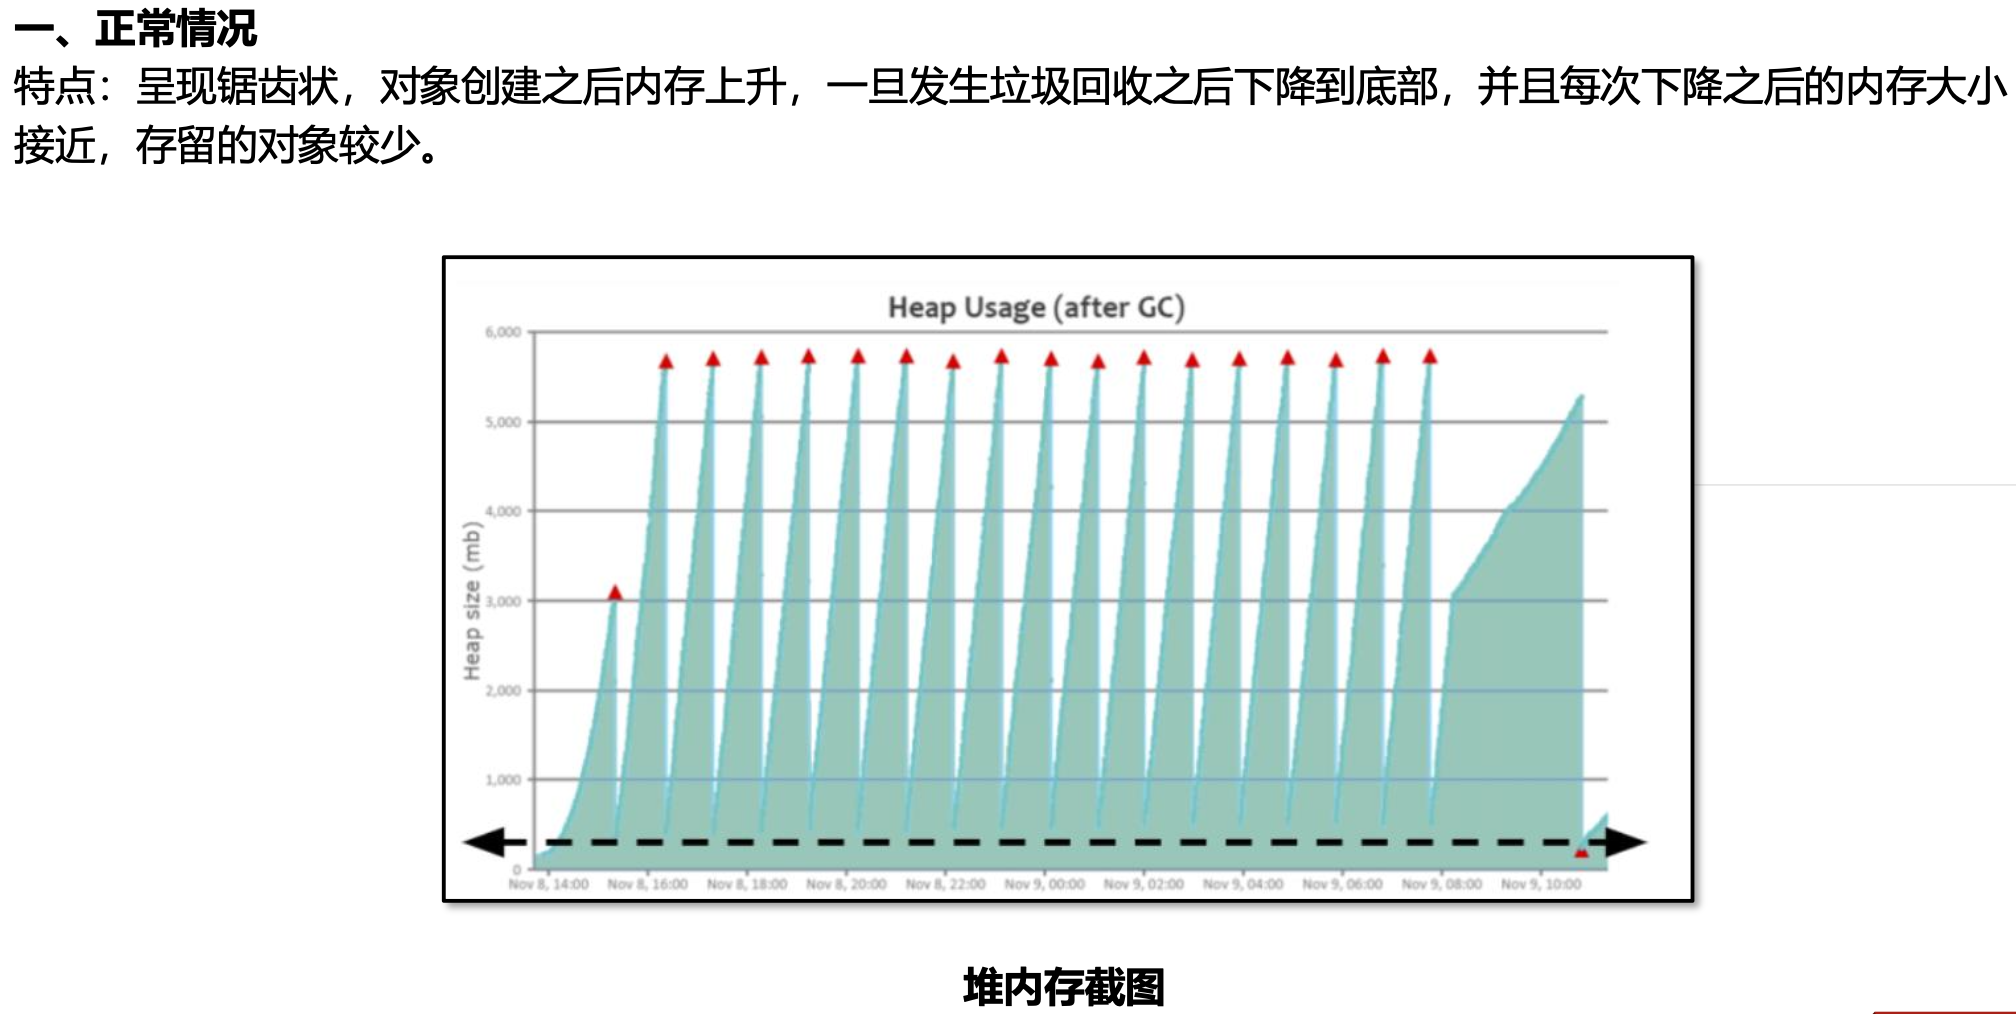 一、正常情况
特点：呈现锯齿状，对象创建之后内存上升，一旦发生垃圾回收之后下降到底部，并且每次下降之后的内存大小
接近，存留的对象较少。
Heap Usage (after GC)
Heap size (mb)
6,000
5,000
4,000
3,000
2,000
1,000
0
Nov 8, 14:00 Nov 8, 16:00 Nov 8, 18:00 Nov 8, 20:00 Nov 8, 22:00 Nov 9, 00:00 Nov 9, 02:00 Nov 9, 04:00 Nov 9, 06:00 Nov 9, 08:00 Nov 9, 10:00
堆内存截图